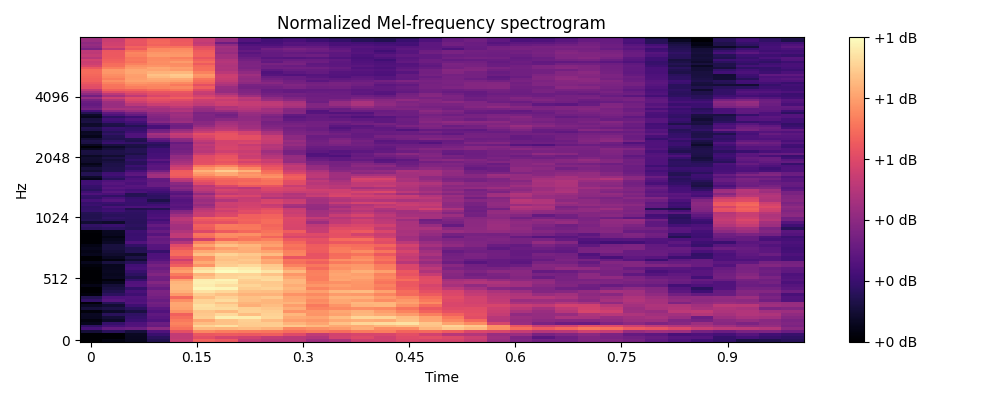 Normalized Mel-frequency spectrogram
Hz
4096
2048
1024
512
0
0 0.15 0.3 0.45 0.6 0.75 0.9
Time
+1 dB
+1 dB
+1 dB
+0 dB
+0 dB
+0 dB